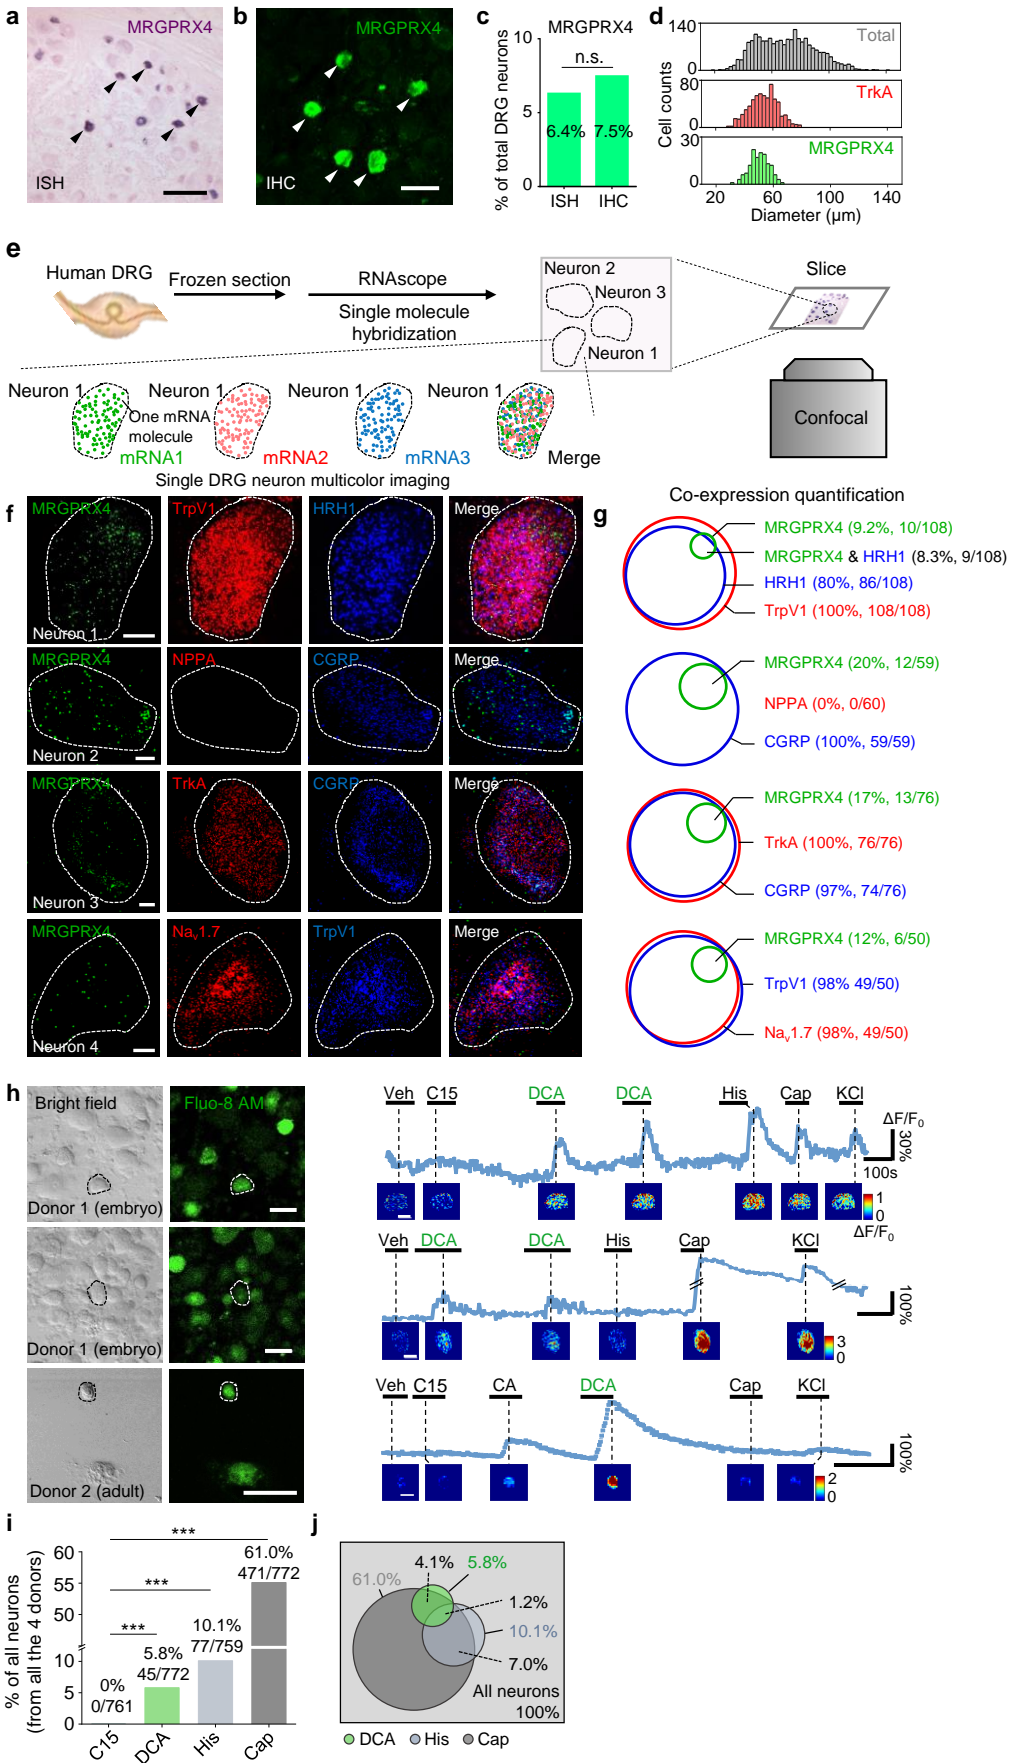 a
MRGPRX4
ISH
b
MRGPRX4
IHC
c
MRGPRX4
n.s.
% of total DRG neurons
10
5
0
6.4%
7.5%
ISH
IHC
d
Cell counts
140
0
Total
80
0
TrkA
30
0
MRGPRX4
20
60
100
140
Diameter (µm)
e
Human DRG
Frozen section
RNAscope
Single molecule
hybridization
Neuron 2
Neuron 3
Neuron 1
Slice
Confocal
Neuron 1
Neuron 1
Neuron 1
Neuron 1
One mRNA
molecule
mRNA1
mRNA2
mRNA3
Merge
Single DRG neuron multicolor imaging
f
MRGPRX4
TrpV1
HRH1
Merge
Neuron 1
MRGPRX4
NPPA
CGRP
Merge
Neuron 2
MRGPRX4
TrkA
CGRP
Merge
Neuron 3
MRGPRX4
Nav1.7
TrpV1
Merge
Neuron 4
Co-expression quantification
g
MRGPRX4 (9.2%, 10/108)
MRGPRX4 & HRH1 (8.3%, 9/108)
HRH1 (80%, 86/108)
TrpV1 (100%, 108/108)
MRGPRX4 (20%, 12/59)
NPPA (0%, 0/60)
CGRP (100%, 59/59)
MRGPRX4 (17%, 13/76)
TrkA (100%, 76/76)
CGRP (97%, 74/76)
MRGPRX4 (12%, 6/50)
TrpV1 (98% 49/50)
Nav1.7 (98%, 49/50)
h
Bright field
Fluo-8 AM
Donor 1 (embryo)
Veh
C15
DCA
DCA
His
Cap
KCl
ΔF/F0
30%
100s
1
0
ΔF/F0
Donor 1 (embryo)
Veh
DCA
DCA
His
Cap
KCl
100%
3
0
Donor 2 (adult)
Veh
C15
CA
DCA
Cap
KCl
100%
2
0
i
% of all neurons
(from all the 4 donors)
60
55
50
10
5
0
***
***
***
0%
0/761
5.8%
45/772
10.1%
77/759
61.0%
471/772
C15
DCA
His
Cap
j
61.0%
4.1%
5.8%
1.2%
10.1%
7.0%
All neurons
100%
DCA
His
Cap